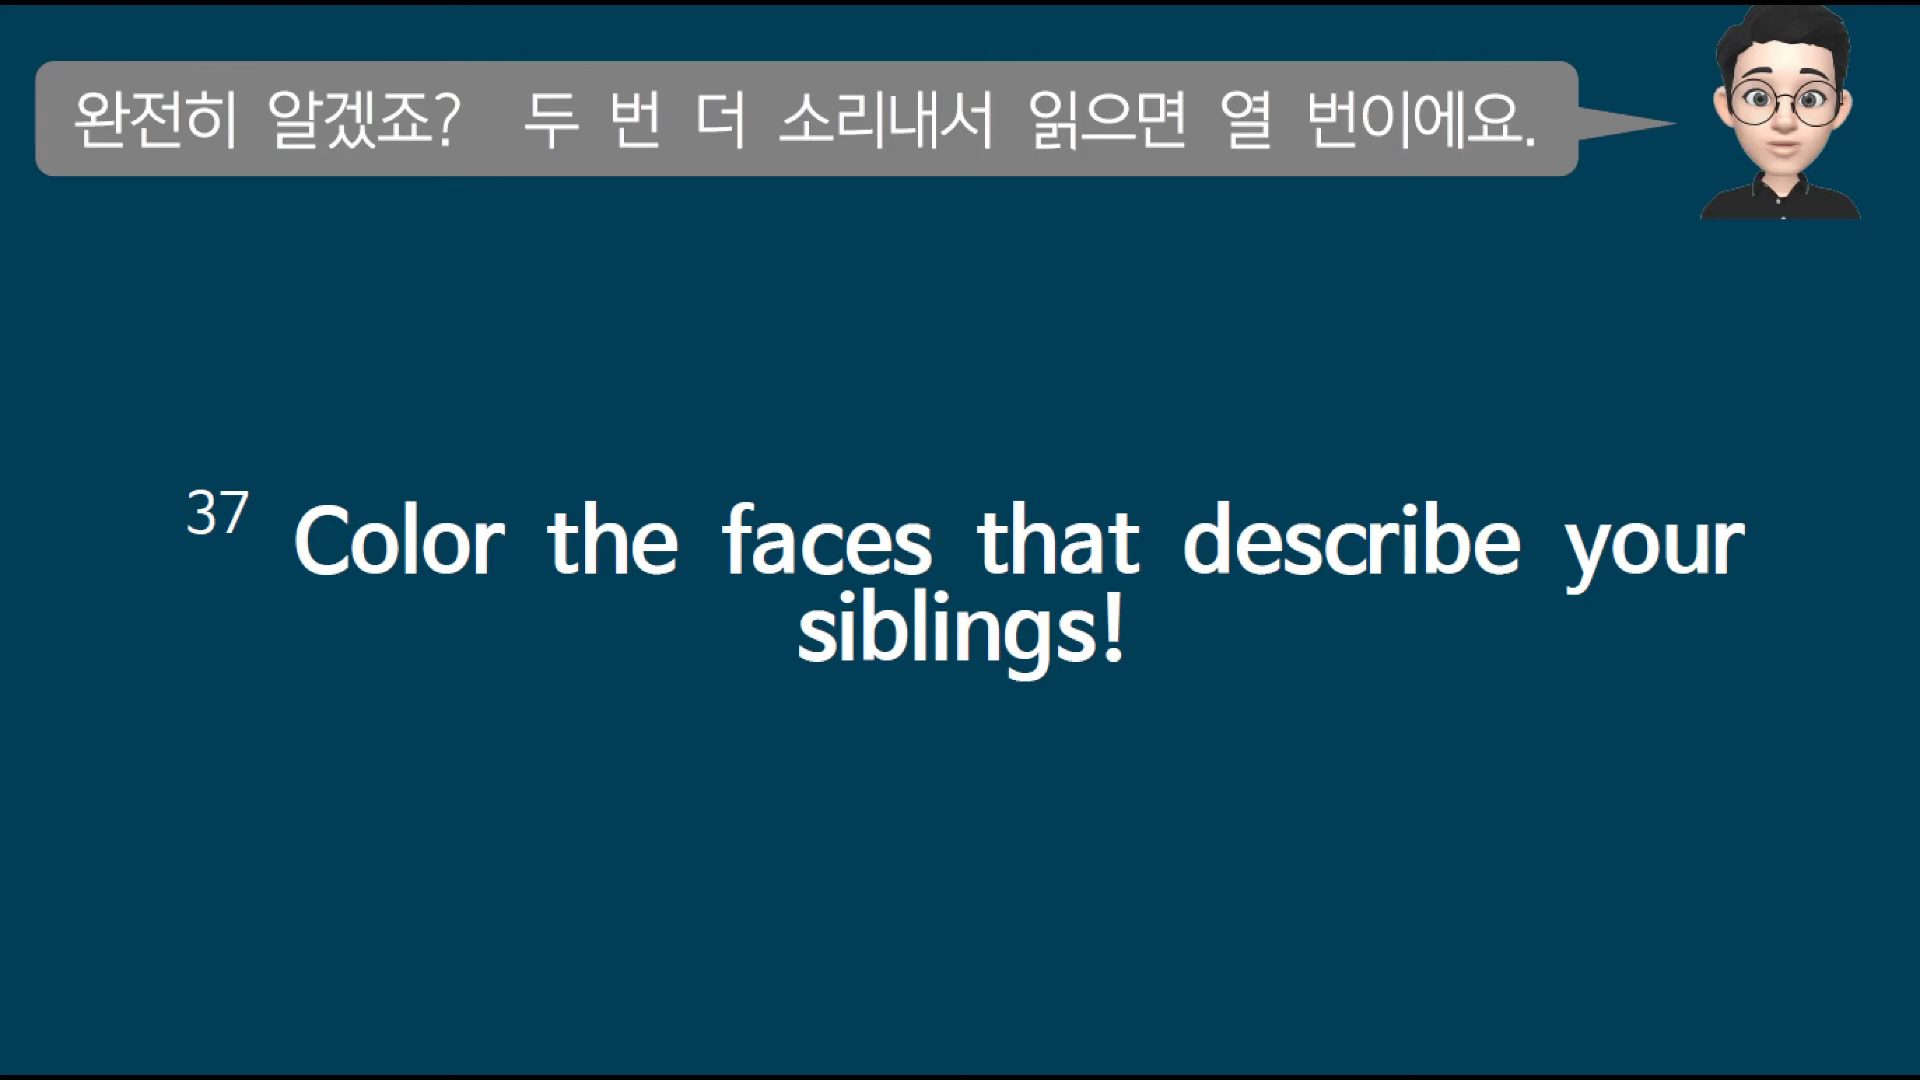 완전히 알겠죠? 두 번 더 소리내서 읽으면 열 번이에요.
37 Color the faces that describe your
siblings!